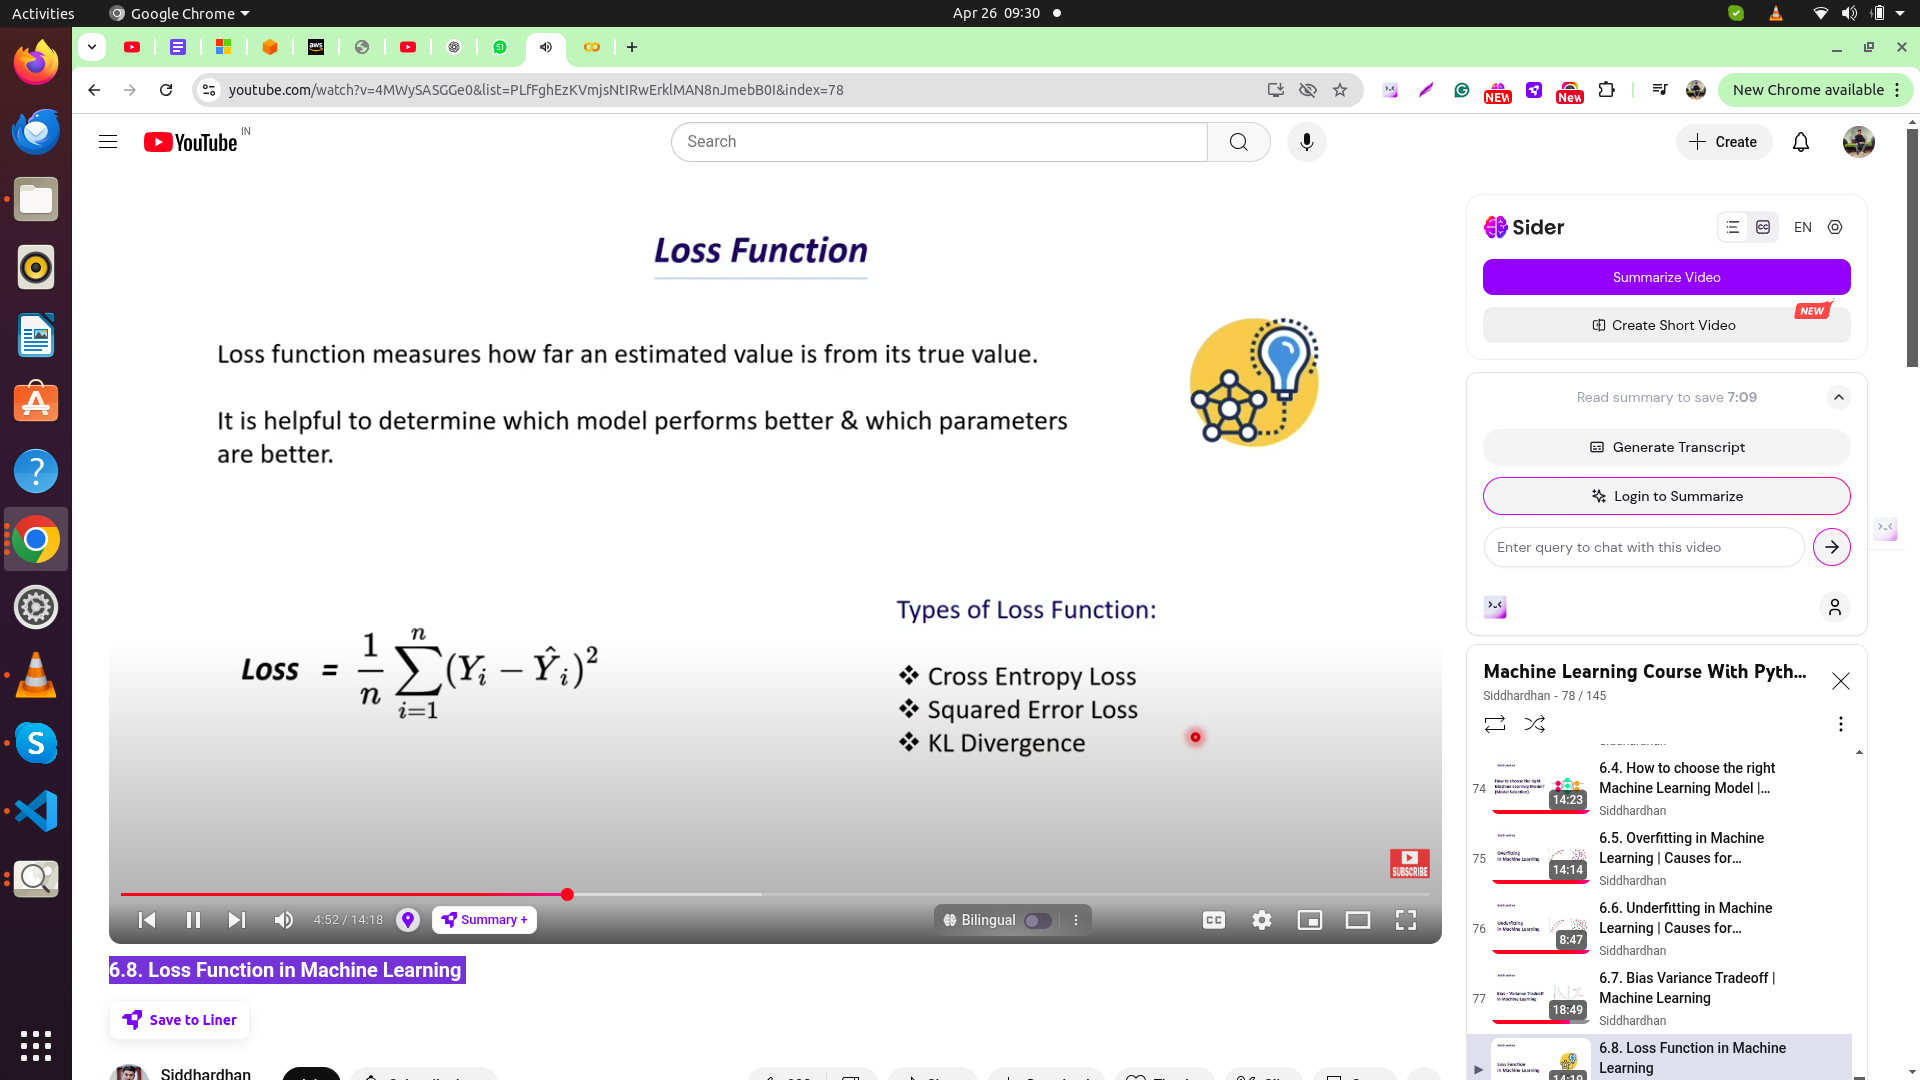 Activities
Google Chrome
Apr 26 09:30
youtube.com/watch?v=4MWySASGGe0&list=PLfFghEzKVmjsNtIRwErklMAN8nJmebB0I&index=78
NEW
New
New Chrome available
YouTube
IN
Search
Create
Loss Function
Loss function measures how far an estimated value is from its true value.
It is helpful to determine which model performs better & which parameters
are better.
Loss = 1/n ∑ i=1 n (Yi − Ŷi)²
Types of Loss Function:
❖ Cross Entropy Loss
❖ Squared Error Loss
❖ KL Divergence
SUBSCRIBE
4:52 / 14:18
Summary +
Bilingual
CC
6.8. Loss Function in Machine Learning
Save to Liner
Siddhardhan
Sider
EN
Summarize Video
NEW
Create Short Video
Read summary to save 7:09
Generate Transcript
Login to Summarize
Enter query to chat with this video
Machine Learning Course With Pyth...
Siddhardhan - 78 / 145
74
14:23
6.4. How to choose the right
Machine Learning Model |...
Siddhardhan
75
14:14
6.5. Overfitting in Machine
Learning | Causes for...
Siddhardhan
76
8:47
6.6. Underfitting in Machine
Learning | Causes for...
Siddhardhan
77
18:49
6.7. Bias Variance Tradeoff |
Machine Learning
Siddhardhan
6.8. Loss Function in Machine
Learning